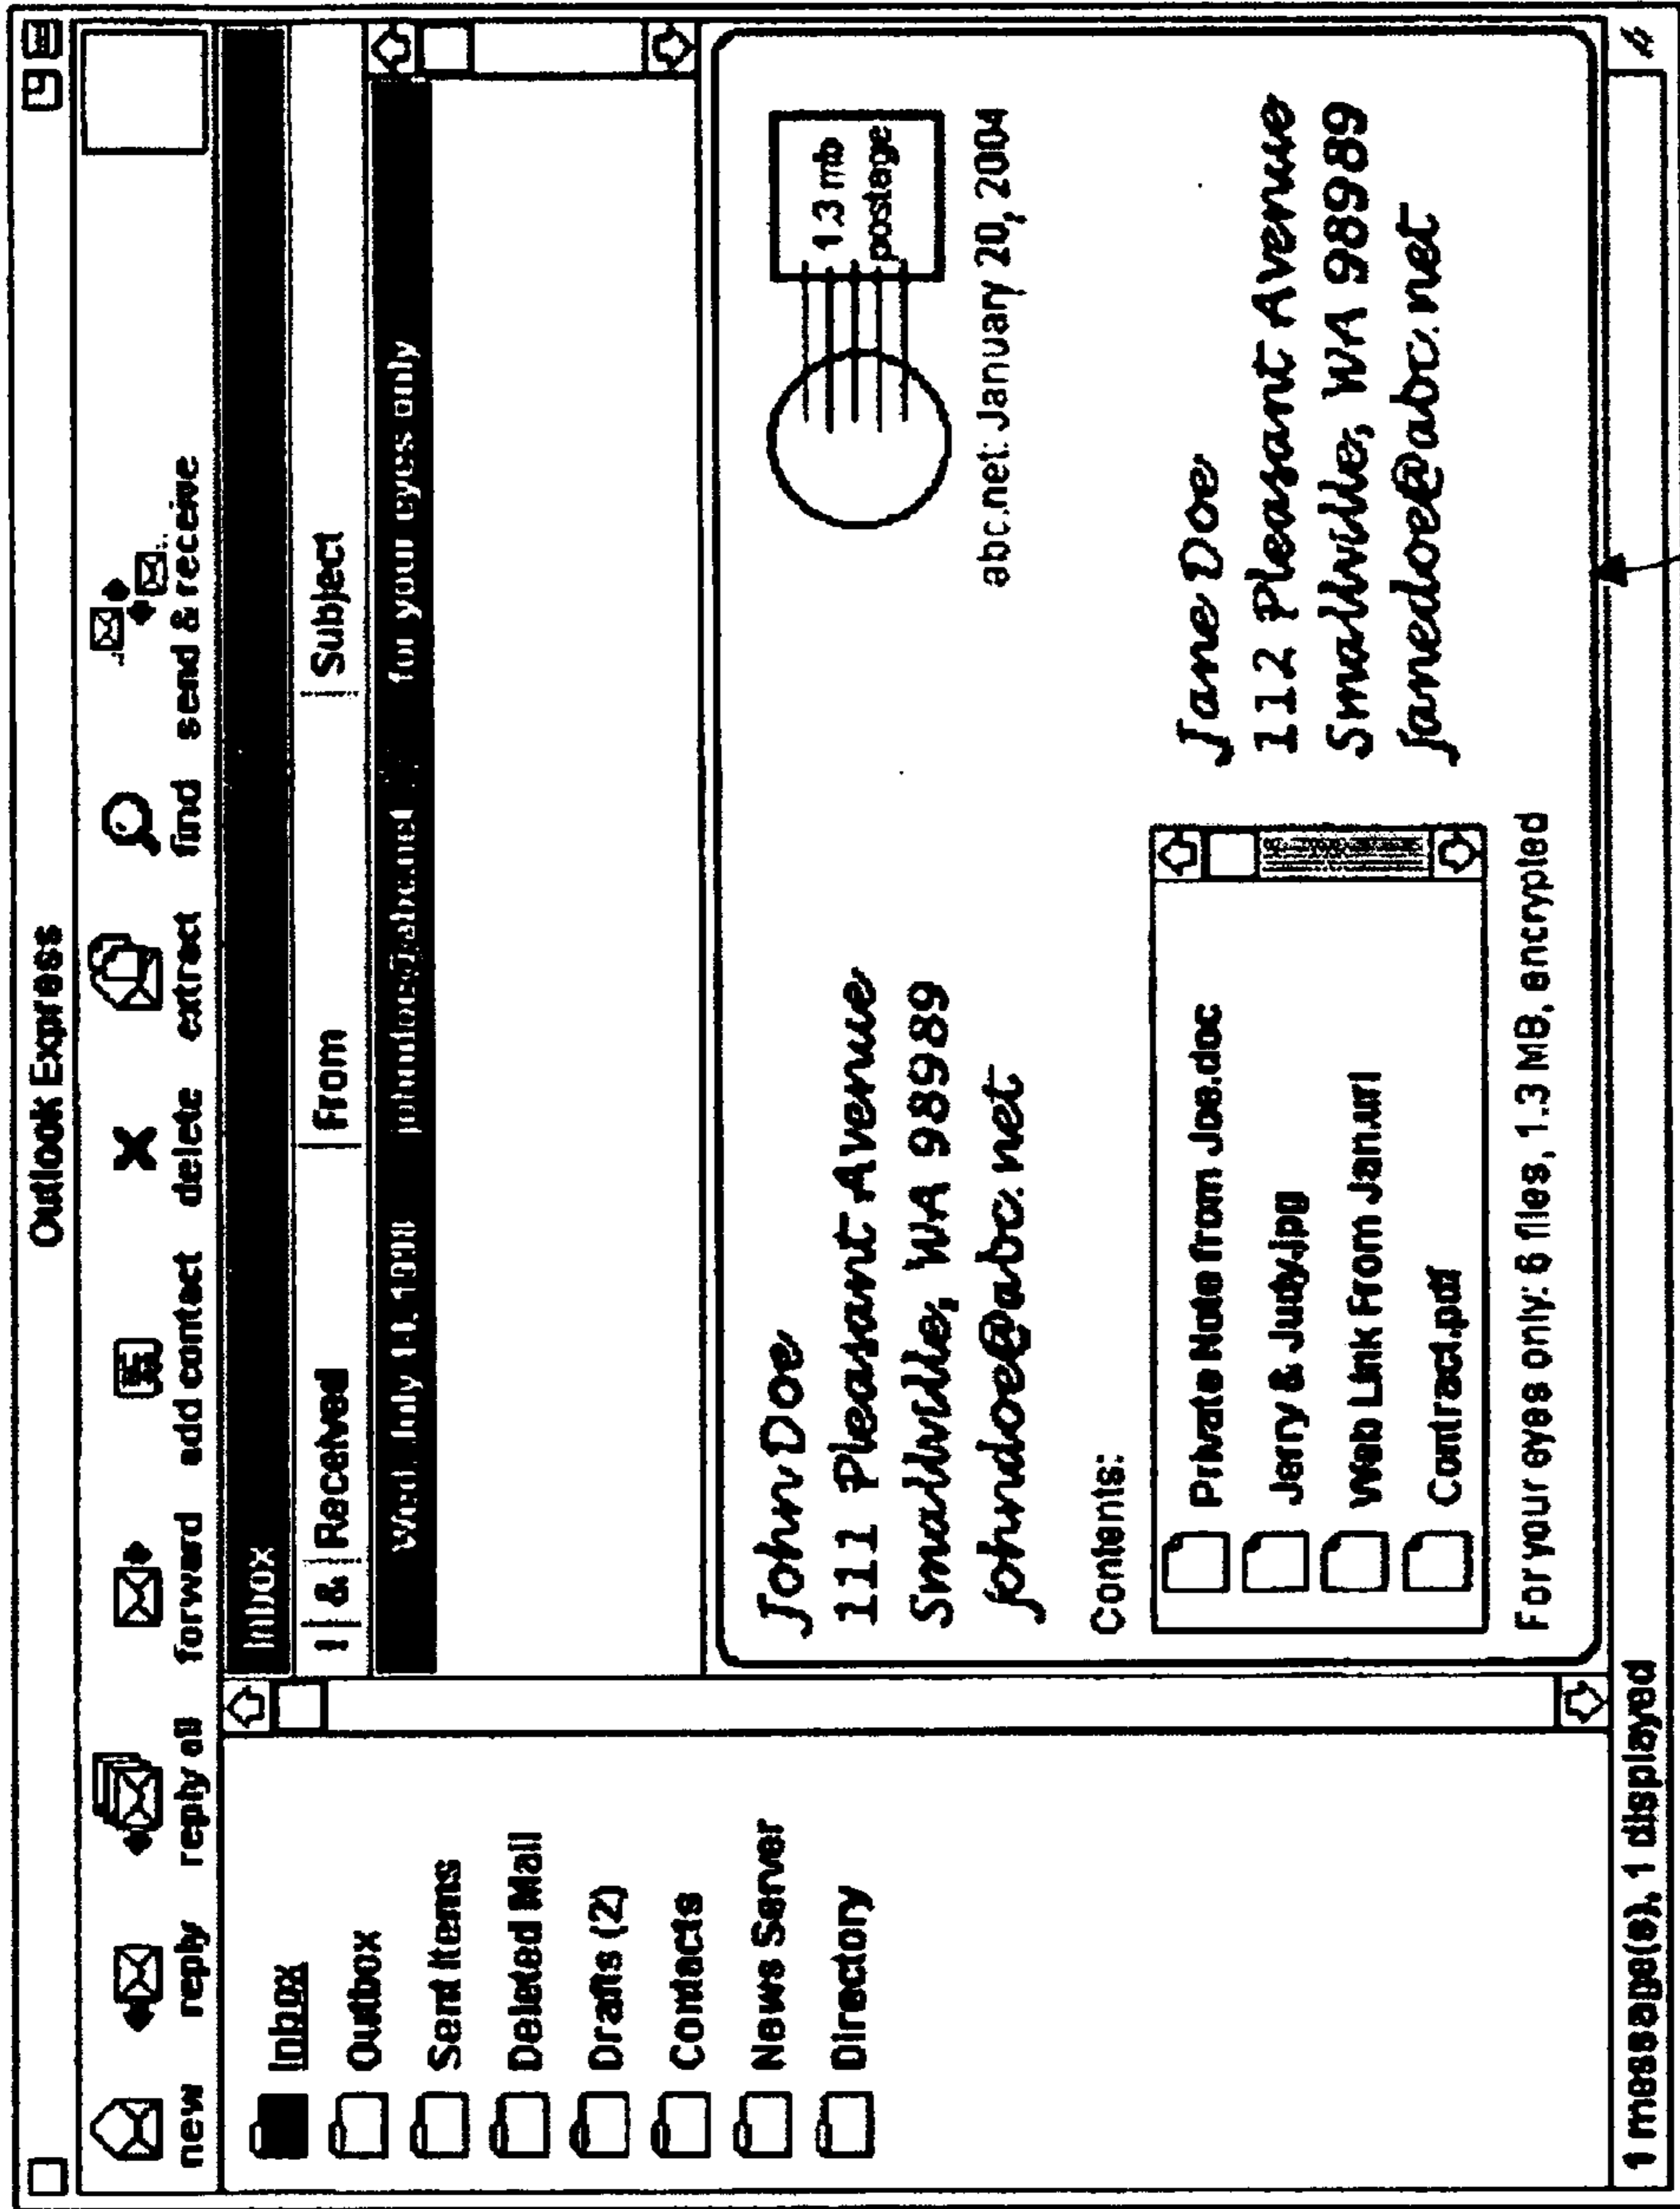 Outlook Express
new reply reply all forward add contact delete extract find send & receive
Inbox
Outbox
Sent Items
Deleted Mail
Drafts (2)
Contacts
News Server
Directory
Inbox
! & Received From Subject
Wed. July for your eyes only
John Doe
111 Pleasant Avenue
Smallville, WA 98989
johndoe@abc.net
1.3 mb
postage
abc.net: January 20, 2004
Contents:
Private Note from Joe.doc
Jerry & Judy.jpg
Web Link From Jan.url
Contract.pdf
For your eyes only: 6 files, 1.3 MB, encrypted
Jane Doe
112 Pleasant Avenue
Smallville, WA 98989
janedoe@abc.net
1 message(s), 1 displayed